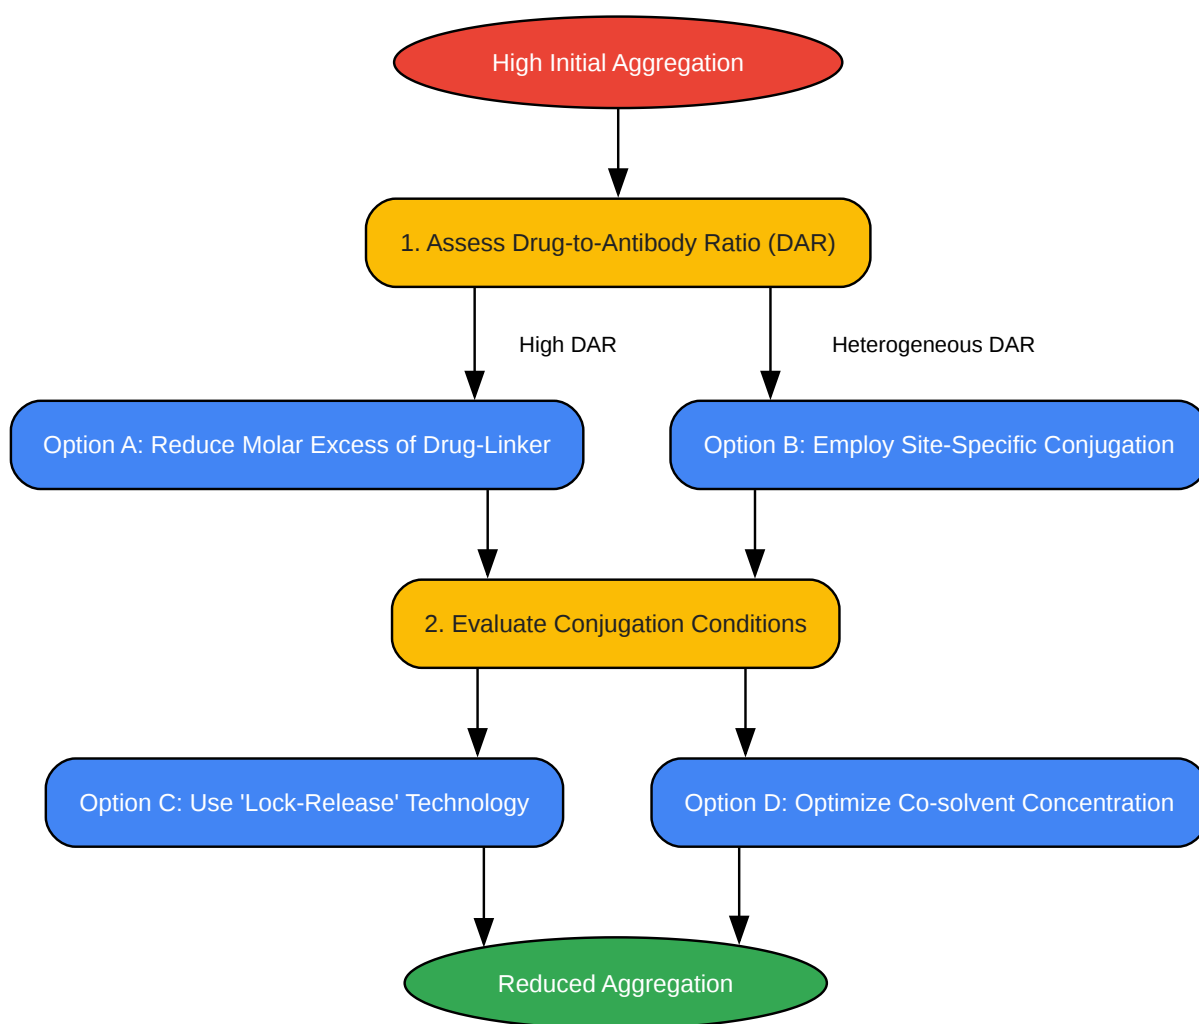 High Initial Aggregation
1. Assess Drug-to-Antibody Ratio (DAR)
High DAR
Heterogeneous DAR
Option A: Reduce Molar Excess of Drug-Linker
Option B: Employ Site-Specific Conjugation
2. Evaluate Conjugation Conditions
Option C: Use 'Lock-Release' Technology
Option D: Optimize Co-solvent Concentration
Reduced Aggregation